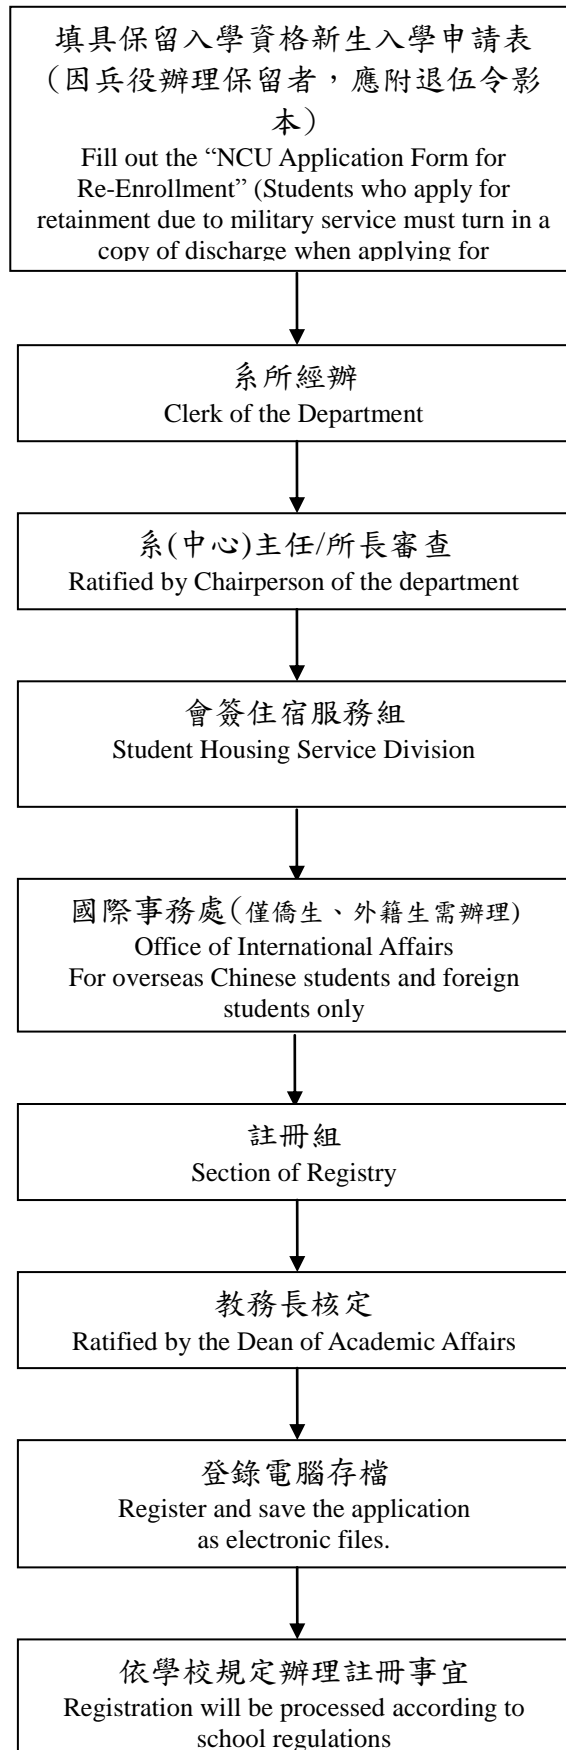 填具保留入學資格新生入學申請表
（因兵役辦理保留者，應附退伍令影
本）
Fill out the “NCU Application Form for
Re-Enrollment” (Students who apply for
retainment due to military service must turn in a
copy of discharge when applying for
系所經辦
Clerk of the Department
系(中心)主任/所長審查
Ratified by Chairperson of the department
會簽住宿服務組
Student Housing Service Division
國際事務處(僅僑生、外籍生需辦理)
Office of International Affairs
For overseas Chinese students and foreign
students only
註冊組
Section of Registry
教務長核定
Ratified by the Dean of Academic Affairs
登錄電腦存檔
Register and save the application
as electronic files.
依學校規定辦理註冊事宜
Registration will be processed according to
school regulations